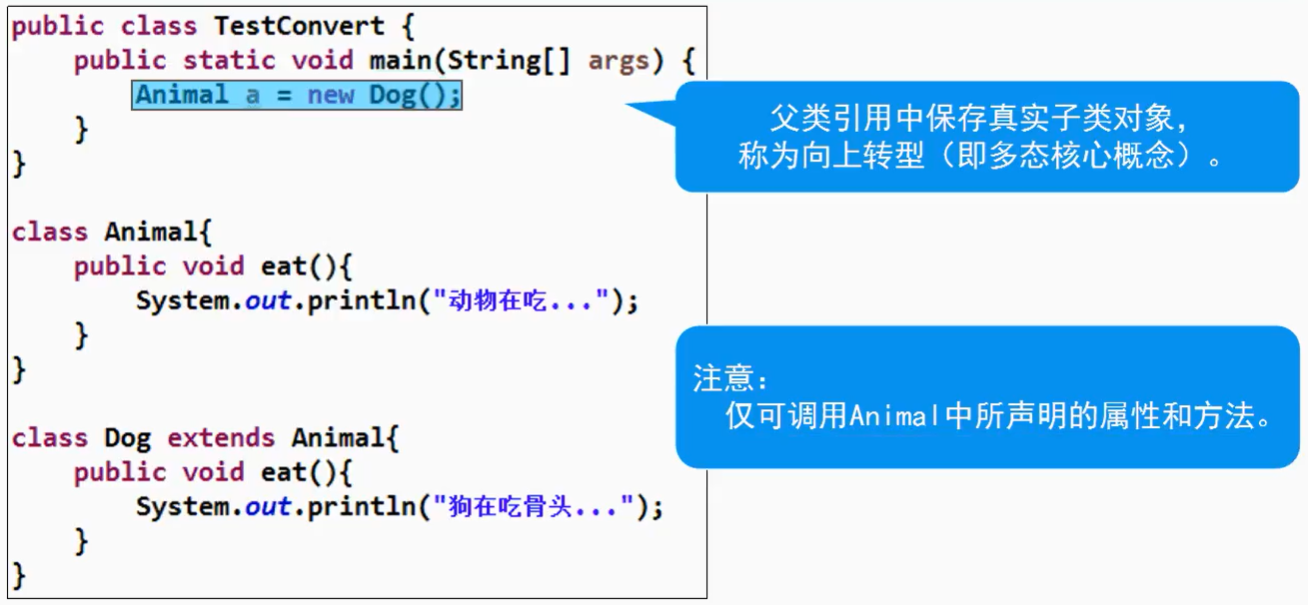 public class TestConvert {
public static void main(String[] args) {
Animal a = new Dog();
}
}
class Animal{
public void eat(){
System.out.println("动物在吃...");
}
}
class Dog extends Animal{
public void eat(){
System.out.println("狗在吃骨头...");
}
}
父类引用中保存真实子类对象，
称为向上转型（即多态核心概念）。
注意：
仅可调用Animal中所声明的属性和方法。